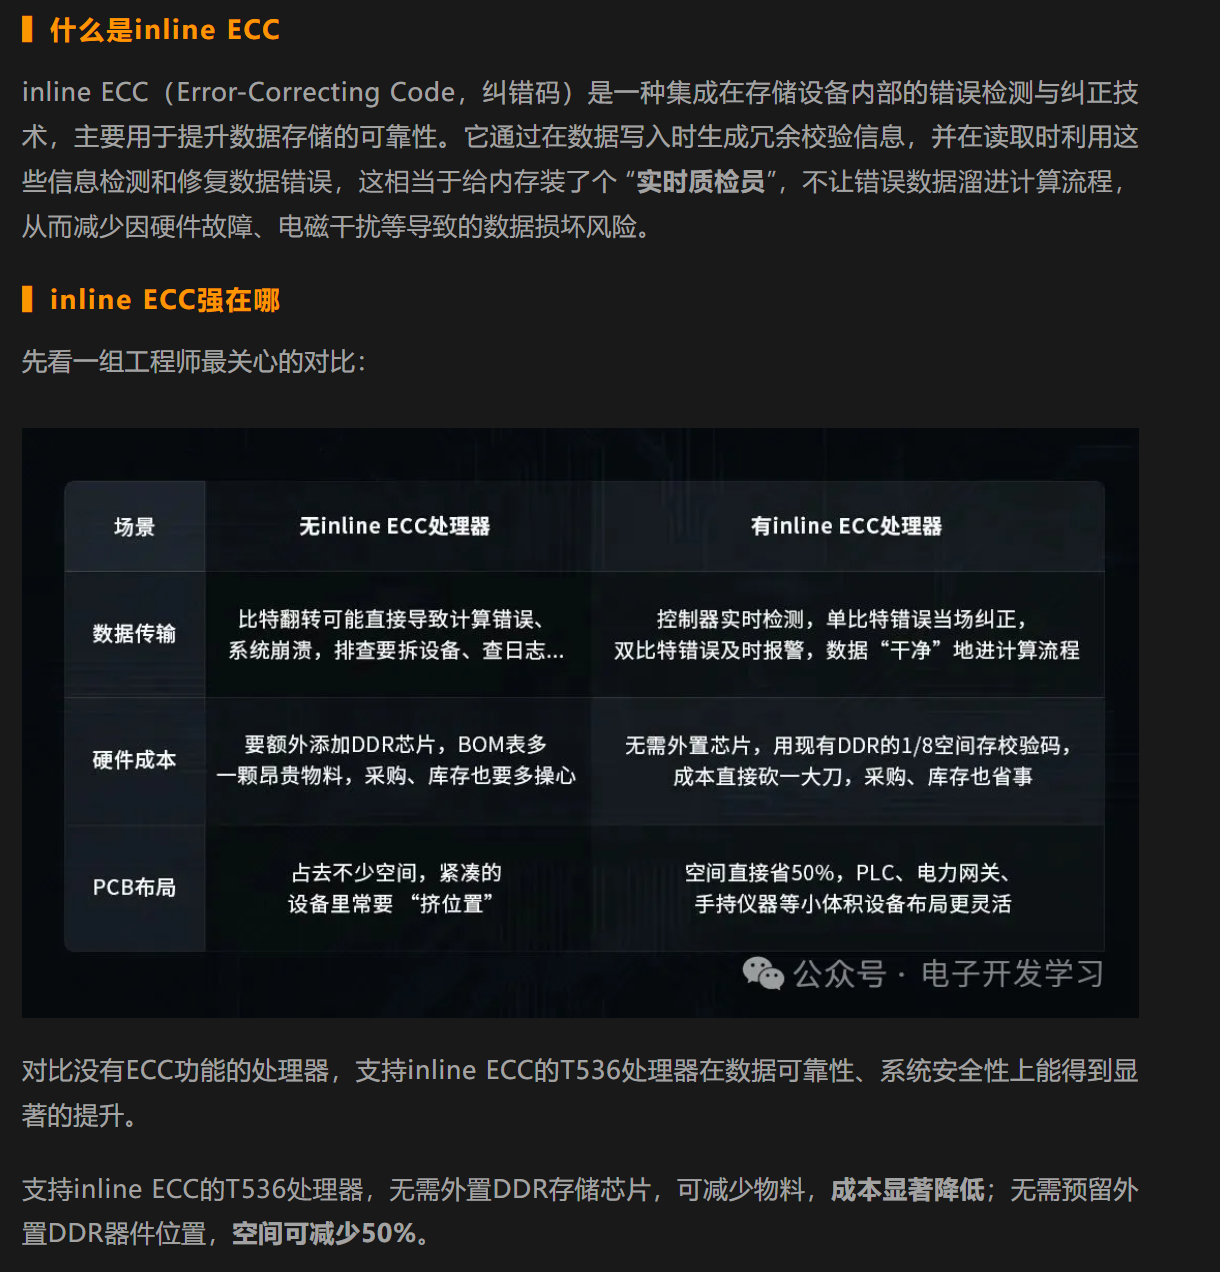 什么是inline ECC
inline ECC（Error-Correcting Code，纠错码）是一种集成在存储设备内部的错误检测与纠正技
术，主要用于提升数据存储的可靠性。它通过在数据写入时生成冗余校验信息，并在读取时利用这
些信息检测和修复数据错误，这相当于给内存装了个 “实时质检员”，不让错误数据溜进计算流程，
从而减少因硬件故障、电磁干扰等导致的数据损坏风险。
inline ECC强在哪
先看一组工程师最关心的对比：
场景
无inline ECC处理器
有inline ECC处理器
数据传输
比特翻转可能直接导致计算错误、
系统崩溃，排查要拆设备、查日志...
控制器实时检测，单比特错误当场纠正，
双比特错误及时报警，数据“干净”地进计算流程
硬件成本
要额外添加DDR芯片，BOM表多
一颗昂贵物料，采购、库存也要多操心
无需外置芯片，用现有DDR的1/8空间存校验码，
成本直接砍一大刀，采购、库存也省事
PCB布局
占去不少空间，紧凑的
设备里常要 “挤位置”
空间直接省50%，PLC、电力网关、
手持仪器等小体积设备布局更灵活
公众号 · 电子开发学习
对比没有ECC功能的处理器，支持inline ECC的T536处理器在数据可靠性、系统安全性上能得到显
著的提升。
支持inline ECC的T536处理器，无需外置DDR存储芯片，可减少物料，成本显著降低；无需预留外
置DDR器件位置，空间可减少50%。